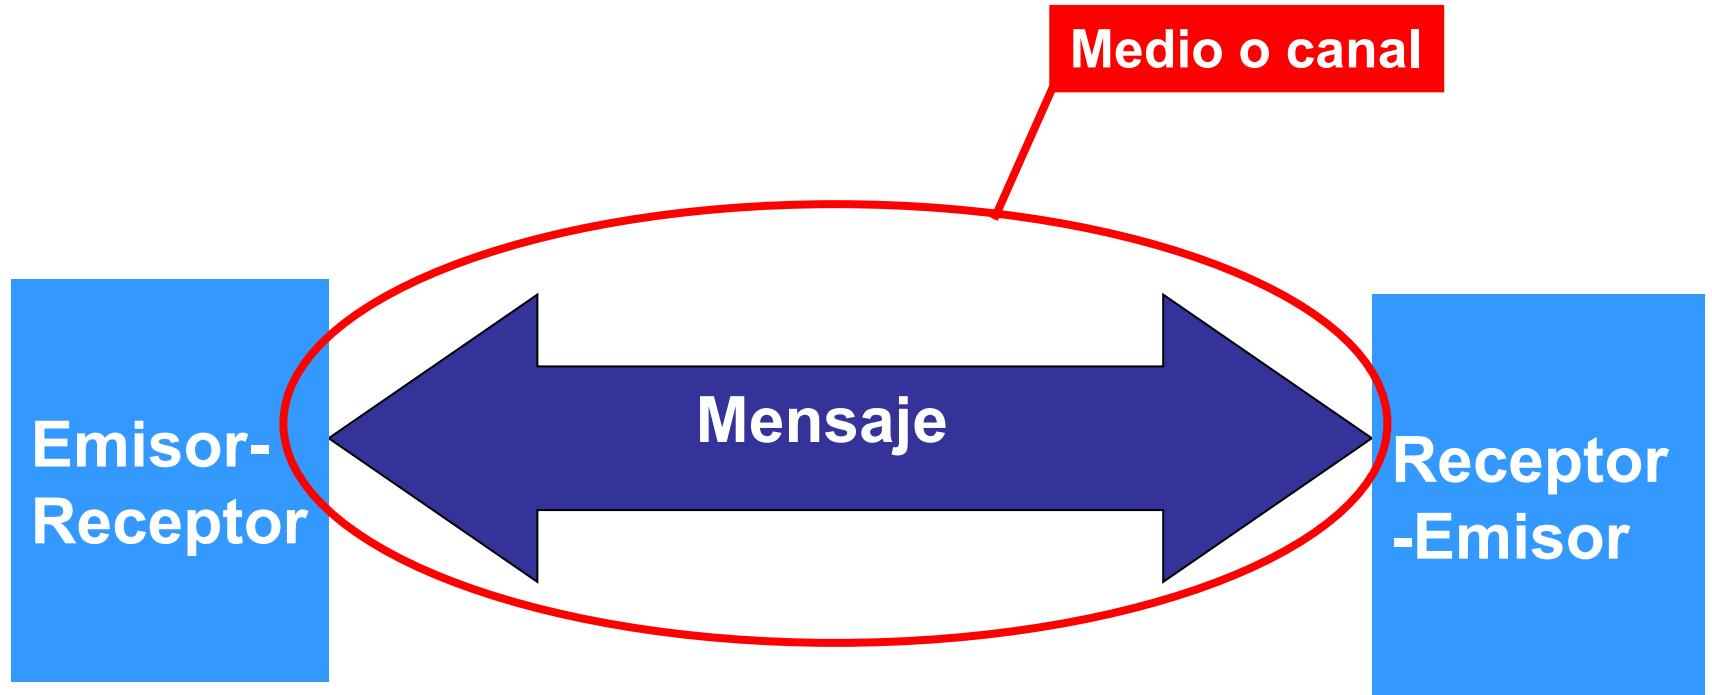 Medio o canal
Mensaje
Emisor-
Receptor
Receptor
-Emisor